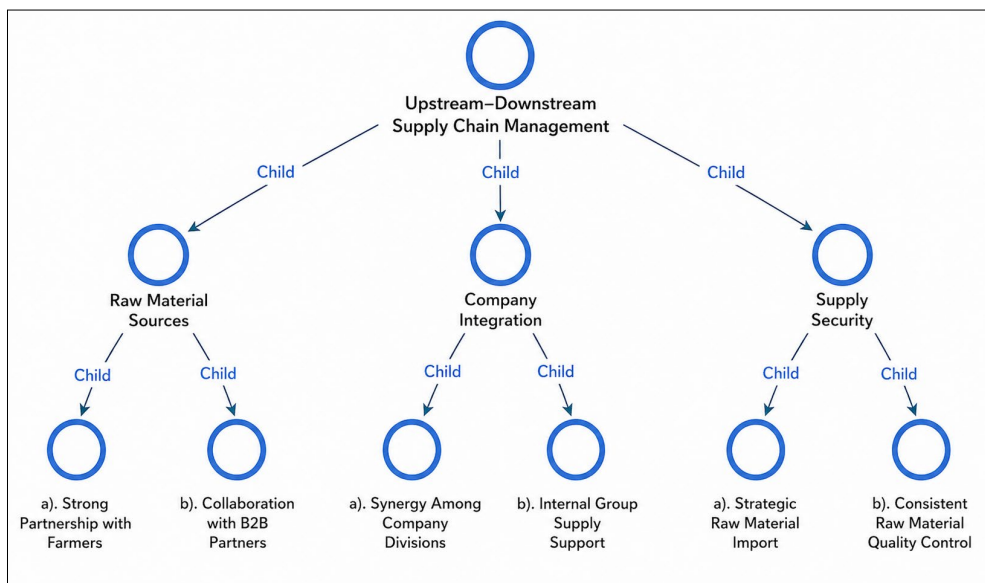 Upstream–Downstream
Supply Chain Management
Child
Child
Child
Raw Material
Sources
Company
Integration
Supply
Security
Child
Child
Child
Child
Child
Child
a). Strong
Partnership with
Farmers
b). Collaboration
with B2B
Partners
a). Synergy Among
Company
Divisions
b). Internal Group
Supply
Support
a). Strategic
Raw Material
Import
b). Consistent
Raw Material
Quality Control